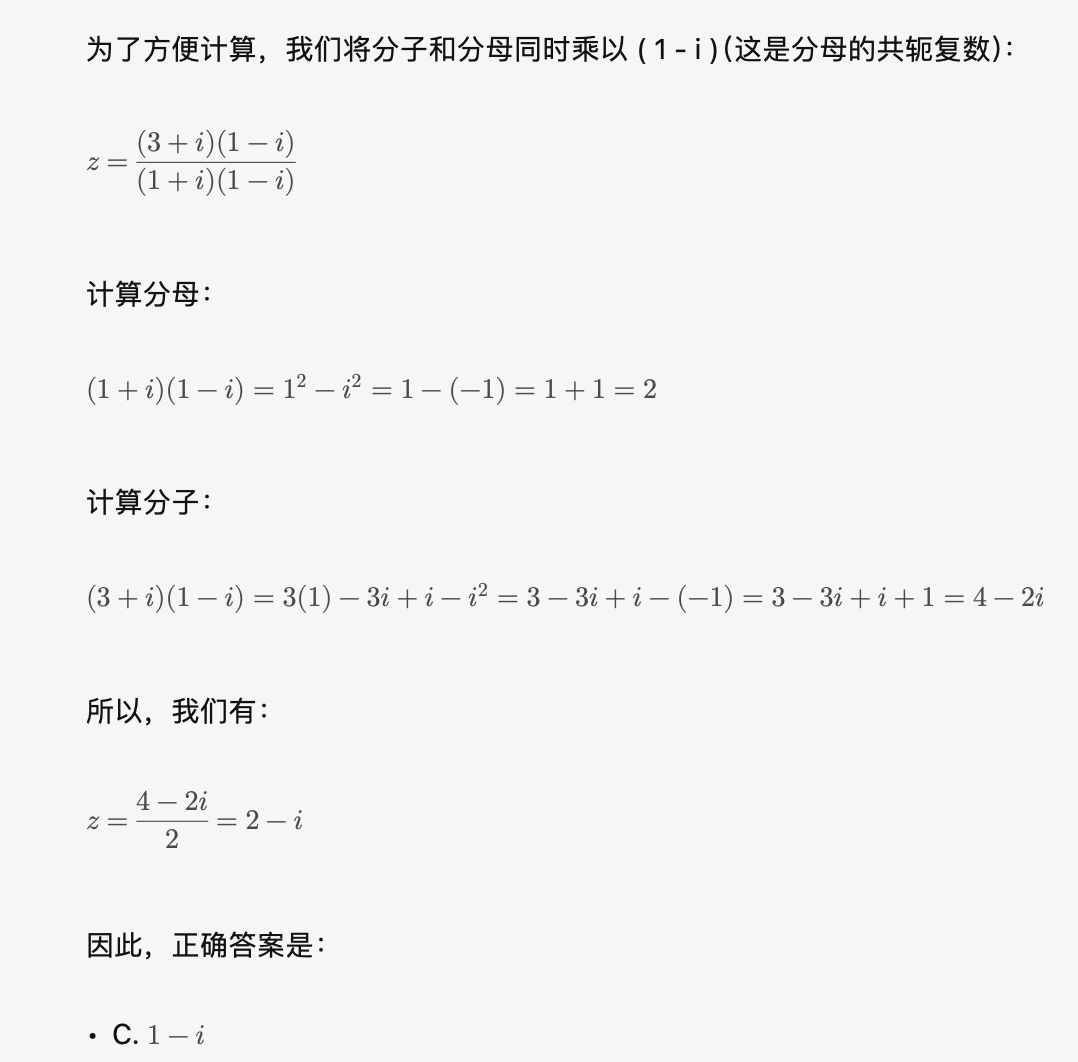 为了方便计算，我们将分子和分母同时乘以 ( 1 - i ) (这是分母的共轭复数)：
z = \frac{(3 + i)(1 - i)}{(1 + i)(1 - i)}
计算分母：
(1 + i)(1 − i) = 1² − i² = 1 − (−1) = 1 + 1 = 2
计算分子：
(3 + i)(1 − i) = 3(1) − 3i + i − i² = 3 − 3i + i − (−1) = 3 − 3i + i + 1 = 4 − 2i
所以，我们有：
z = \frac{4 - 2i}{2} = 2 − i
因此，正确答案是：
• C. 1 − i